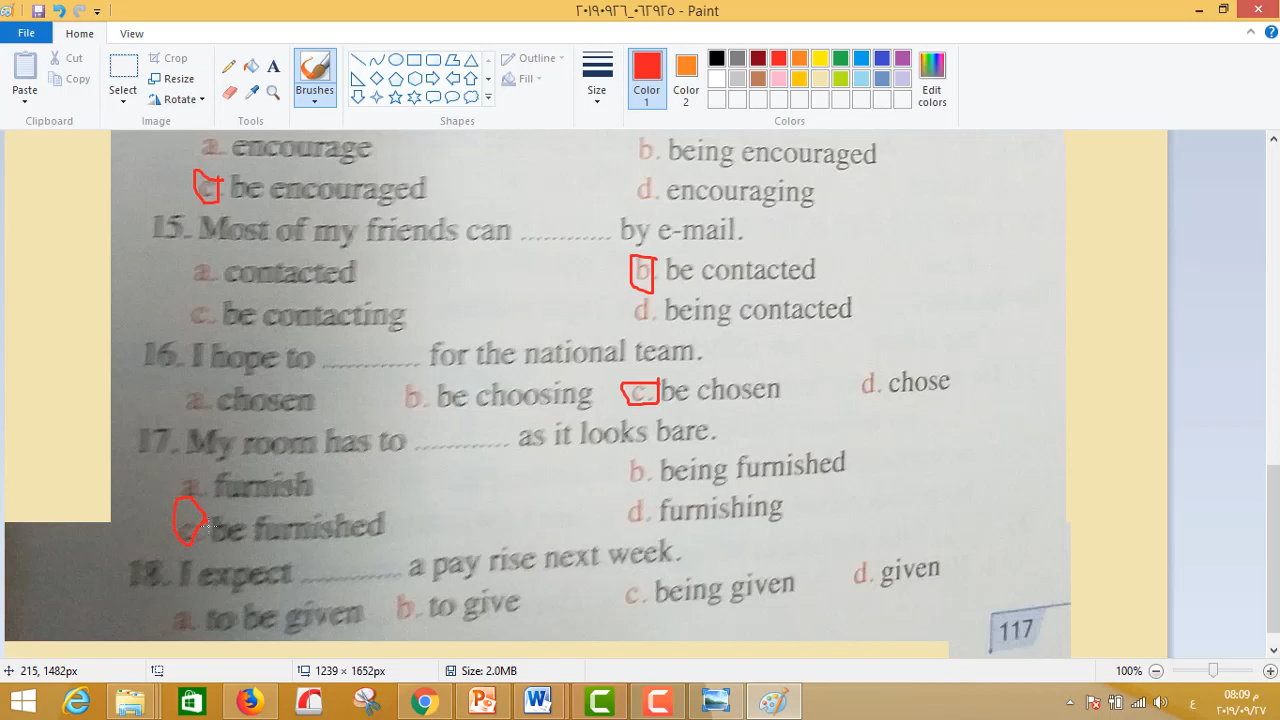 ٢٠١٩٠٩٢٦_٠٦٢٩٢٥ - Paint
File Home View
Paste
Cut
Copy
Clipboard
Select
Crop
Resize
Rotate
Image
A
Tools
Brushes
Outline
Fill
Shapes
Size
Color 1
Color 2
Edit colors
Colors
a. encourage b. being encouraged
c. be encouraged d. encouraging
15. Most of my friends can ............ by e-mail.
a. contacted b. be contacted
c. be contacting d. being contacted
16. I hope to ............ for the national team.
a. chosen b. be choosing c. be chosen d. chose
17. My room has to ............ as it looks bare.
a. furnish b. being furnished
c. be furnished d. furnishing
18. I expect ............ a pay rise next week.
a. to be given b. to give c. being given d. given
117
215, 1482px 1239 × 1652px Size: 2.0MB 100%
ع
08:09 م
٢٠١٩/٠٩/٢٧